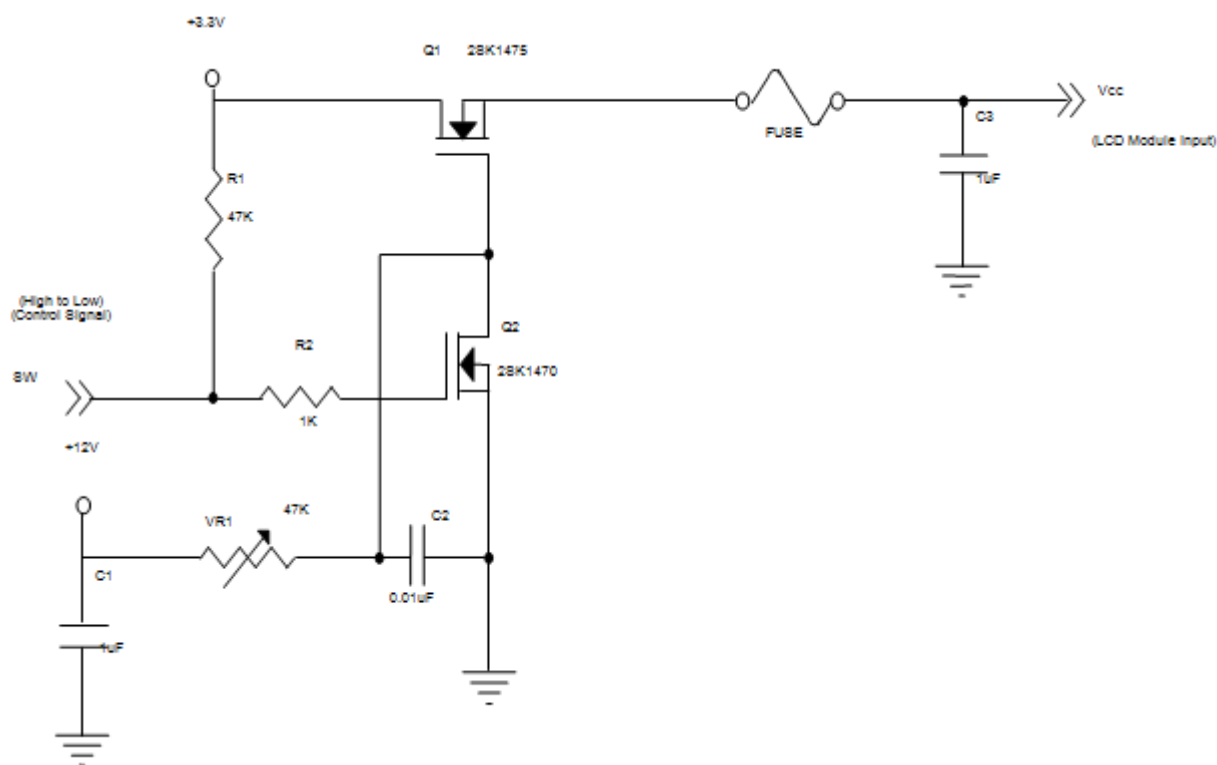 +3.3V
Q1 2SK1475
Vcc
C3
FUSE
(LCD Module Input)
R1
1uF
47K
(High to Low)
(Control Signal)
Q2
R2
2SK1470
SW
1K
+12V
47K
VR1
C2
C1
0.01uF
1uF